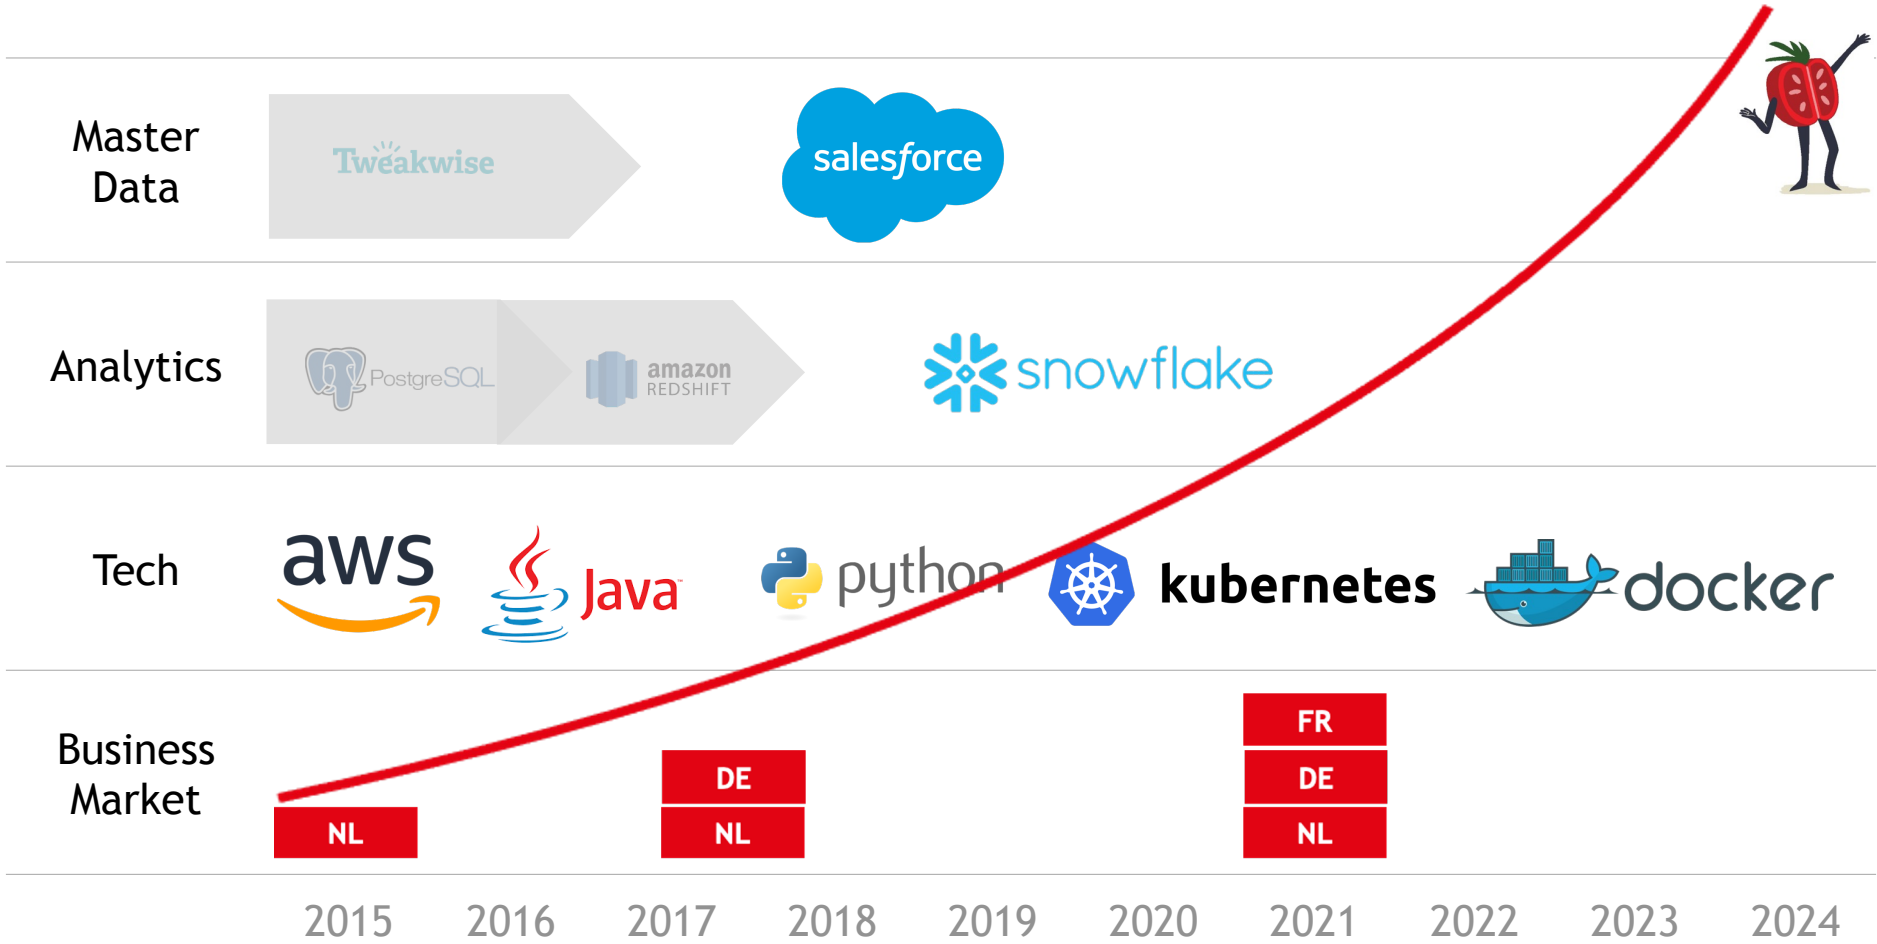 Master
Data
Tweakwise
salesforce
Analytics
PostgreSQL
amazon
REDSHIFT
snowflake
Tech
aws
Java™
python
kubernetes
docker
Business
Market
NL
DE
NL
FR
DE
NL
2015
2016
2017
2018
2019
2020
2021
2022
2023
2024